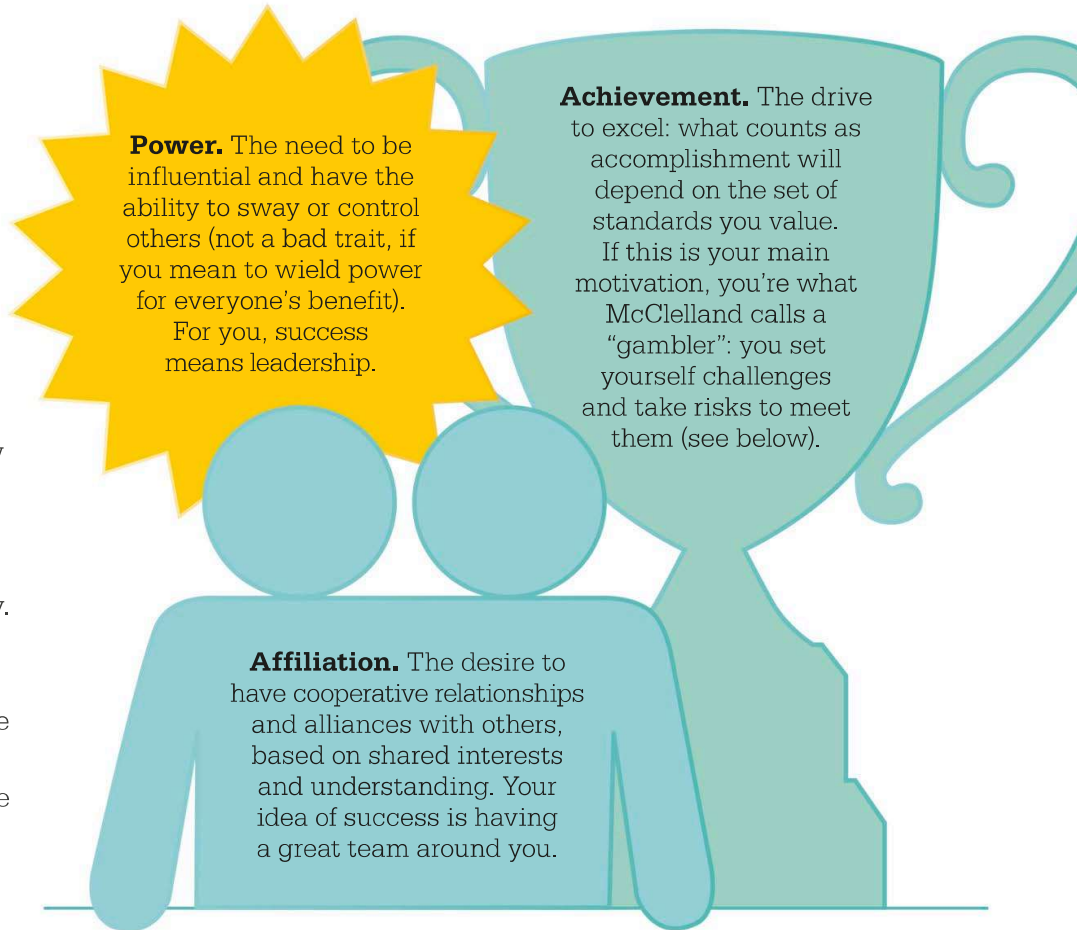 Power. The need to be
influential and have the
ability to sway or control
others (not a bad trait, if
you mean to wield power
for everyone’s benefit).
For you, success
means leadership.
Achievement. The drive
to excel: what counts as
accomplishment will
depend on the set of
standards you value.
If this is your main
motivation, you’re what
McClelland calls a
“gambler”: you set
yourself challenges
and take risks to meet
them (see below).
Affiliation. The desire to
have cooperative relationships
and alliances with others,
based on shared interests
and understanding. Your
idea of success is having
a great team around you.